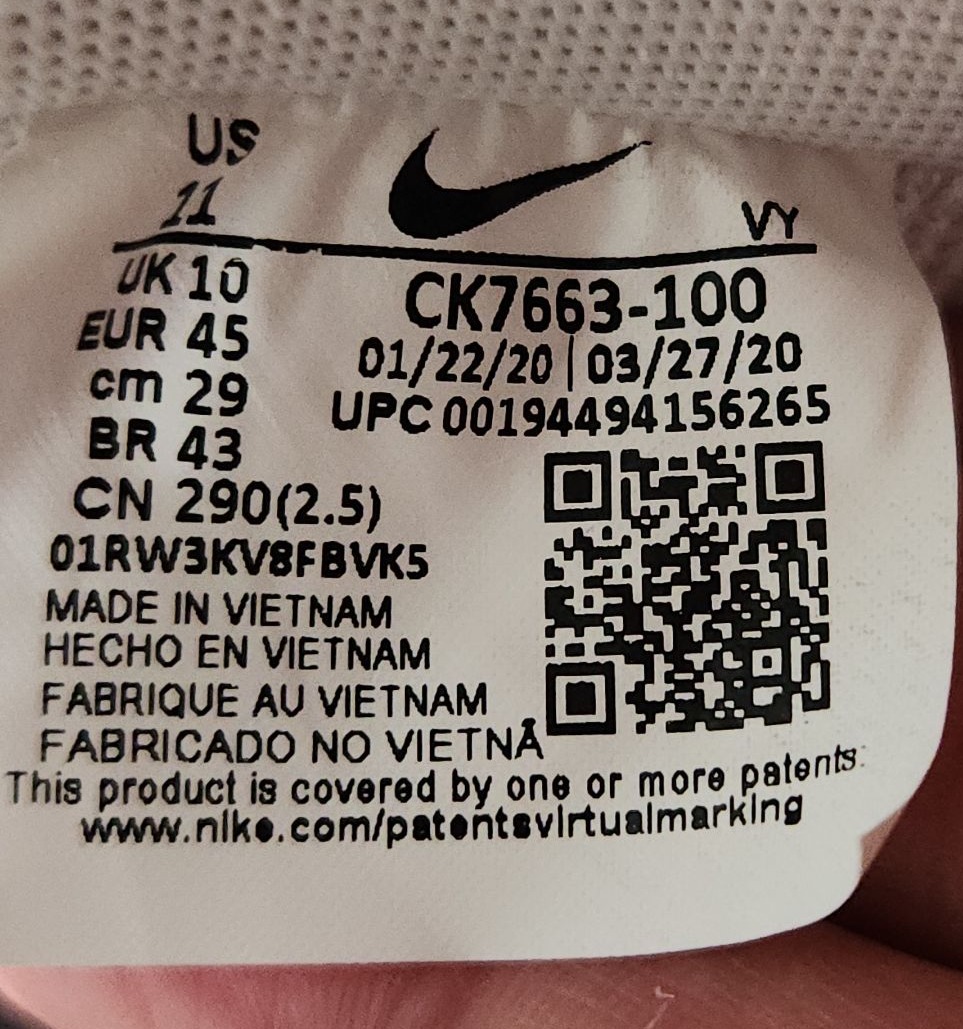 US
11
VY
UK 10
EUR 45
cm 29
BR 43
CN 290(2.5)
CK7663-100
01/22/20 | 03/27/20
UPC 00194494156265
01RW3KV8FBVK5
MADE IN VIETNAM
HECHO EN VIETNAM
FABRIQUE AU VIETNAM
FABRICADO NO VIETNÃ
This product is covered by one or more patents.
www.nike.com/patentsvirtualmarking